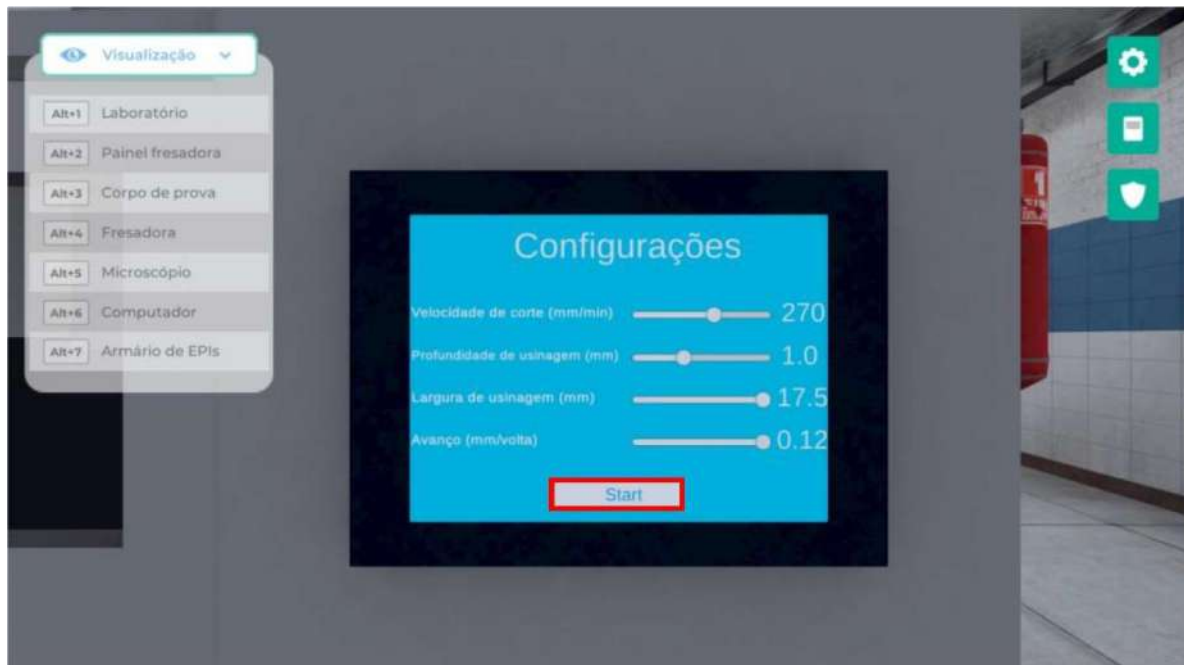 Visualização
Alt+1 Laboratório
Alt+2 Painel fresadora
Alt+3 Corpo de prova
Alt+4 Fresadora
Alt+5 Microscópio
Alt+6 Computador
Alt+7 Armário de EPIs
Configurações
Velocidade de corte (mm/min) 270
Profundidade de usinagem (mm) 1.0
Largura de usinagem (mm) 17.5
Avanço (mm/volta) 0.12
Start
1